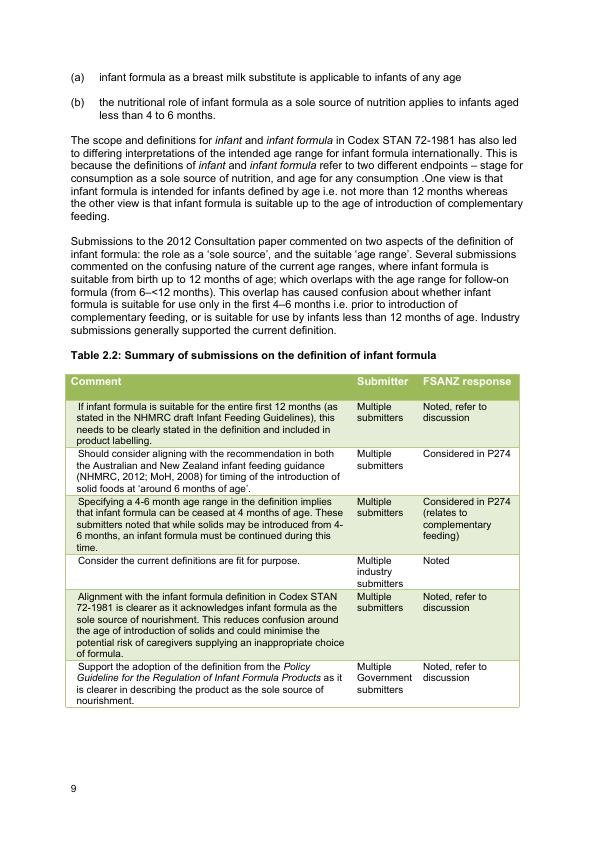 (a) infant formula as a breast milk substitute is applicable to infants of any age
(b) the nutritional role of infant formula as a sole source of nutrition applies to infants aged
less than 4 to 6 months.
The scope and definitions for infant and infant formula in Codex STAN 72-1981 has also led
to differing interpretations of the intended age range for infant formula internationally. This is
because the definitions of infant and infant formula refer to two different endpoints – stage for
consumption as a sole source of nutrition, and age for any consumption .One view is that
infant formula is intended for infants defined by age i.e. not more than 12 months whereas
the other view is that infant formula is suitable up to the age of introduction of complementary
feeding.
Submissions to the 2012 Consultation paper commented on two aspects of the definition of
infant formula: the role as a ‘sole source’, and the suitable ‘age range’. Several submissions
commented on the confusing nature of the current age ranges, where infant formula is
suitable from birth up to 12 months of age; which overlaps with the age range for follow-on
formula (from 6–<12 months). This overlap has caused confusion about whether infant
formula is suitable for use only in the first 4–6 months i.e. prior to introduction of
complementary feeding, or is suitable for use by infants less than 12 months of age. Industry
submissions generally supported the current definition.
Table 2.2: Summary of submissions on the definition of infant formula
Comment Submitter FSANZ response
If infant formula is suitable for the entire first 12 months (as
stated in the NHMRC draft Infant Feeding Guidelines), this
needs to be clearly stated in the definition and included in
product labelling.
Multiple
submitters
Noted, refer to
discussion
Should consider aligning with the recommendation in both
the Australian and New Zealand infant feeding guidance
(NHMRC, 2012; MoH, 2008) for timing of the introduction of
solid foods at ‘around 6 months of age’.
Multiple
submitters
Considered in P274
Specifying a 4-6 month age range in the definition implies
that infant formula can be ceased at 4 months of age. These
submitters noted that while solids may be introduced from 4-
6 months, an infant formula must be continued during this
time.
Multiple
submitters
Considered in P274
(relates to
complementary
feeding)
Consider the current definitions are fit for purpose.
Multiple
industry
submitters
Noted
Alignment with the infant formula definition in Codex STAN
72-1981 is clearer as it acknowledges infant formula as the
sole source of nourishment. This reduces confusion around
the age of introduction of solids and could minimise the
potential risk of caregivers supplying an inappropriate choice
of formula.
Multiple
submitters
Noted, refer to
discussion
Support the adoption of the definition from the Policy
Guideline for the Regulation of Infant Formula Products as it
is clearer in describing the product as the sole source of
nourishment.
Multiple
Government
submitters
Noted, refer to
discussion
9